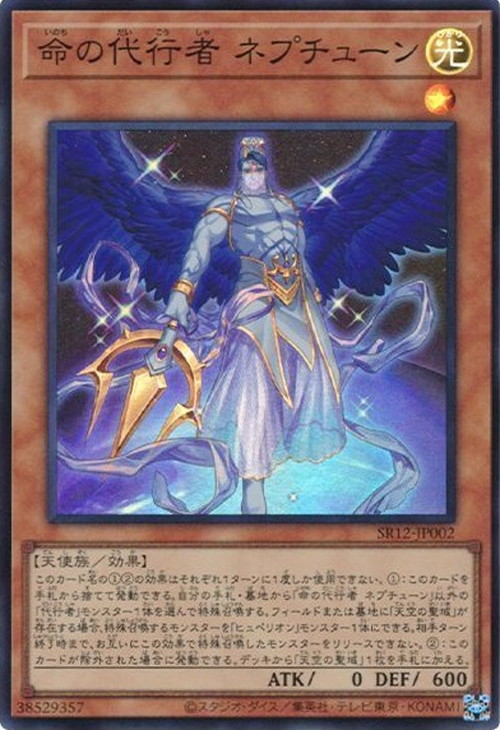 命の代行者 ネプチューン
光
SR12-JP002
【天使族/効果】
このカード名の①②の効果はそれぞれ1ターンに1度しか使用できない。①:このカードを
手札から捨てて発動できる。自分の手札・墓地から「命の代行者 ネプチューン」以外の
「代行者」モンスター1体を選んで特殊召喚する。フィールドまたは墓地に「天空の聖域」が
存在する場合、特殊召喚するモンスターを「ヒュペリオン」モンスター1体にできる。相手ターン
終了時まで、お互いにこの効果で特殊召喚したモンスターをリリースできない。②:この
カードが除外された場合に発動できる。デッキから「天空の聖域」1枚を手札に加える。
ATK/ 0 DEF/ 600
38529357 ©スタジオ・ダイス/集英社・テレビ東京・KONAMI